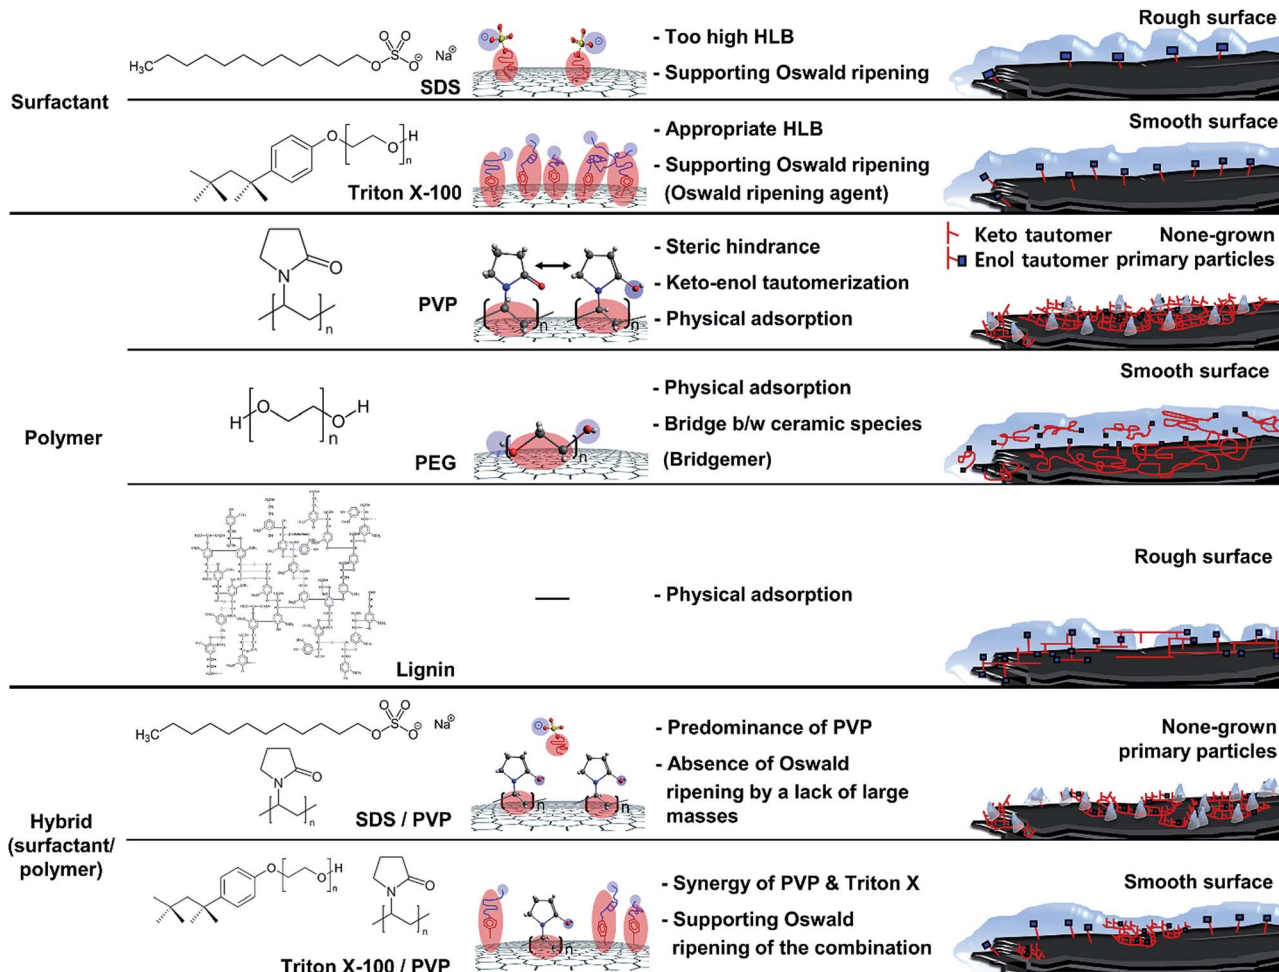 Rough surface
H₃C
O
O
S
O
O⊖
Na⊕
SDS
- Too high HLB
- Supporting Oswald ripening
Surfactant
Smooth surface
O
O
H
n
Triton X-100
- Appropriate HLB
- Supporting Oswald ripening
(Oswald ripening agent)
N
O
n
PVP
n
n
- Steric hindrance
- Keto-enol tautomerization
- Physical adsorption
Keto tautomer
Enol tautomer
None-grown
primary particles
Polymer
H
O
O
H
n
PEG
n
- Physical adsorption
- Bridge b/w ceramic species
(Bridgemer)
Smooth surface
Lignin
- Physical adsorption
Rough surface
Hybrid
(surfactant/
polymer)
H₃C
O
O
S
O
O⊖
Na⊕
N
O
n
SDS / PVP
n
n
- Predominance of PVP
- Absence of Oswald
ripening by a lack of large
masses
None-grown
primary particles
O
O
H
n
N
O
n
Triton X-100 / PVP
n
- Synergy of PVP & Triton X
- Supporting Oswald
ripening of the combination
Smooth surface